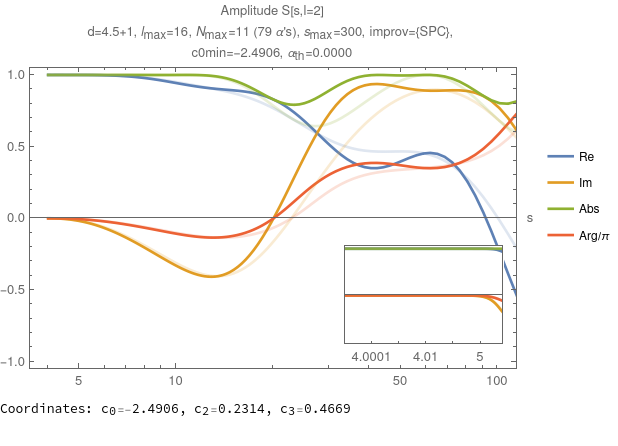 Amplitude S[s,l=2]
d=4.5+1, lmax=16, Nmax=11 (79 α's), smax=300, improv={SPC},
c0min=-2.4906, αth=0.0000
1.0
0.5
0.0
-0.5
-1.0
5
10
50
100
s
4.0001
4.01
5
Re
Im
Abs
Arg/π
Coordinates: c0=-2.4906, c2=0.2314, c3=0.4669